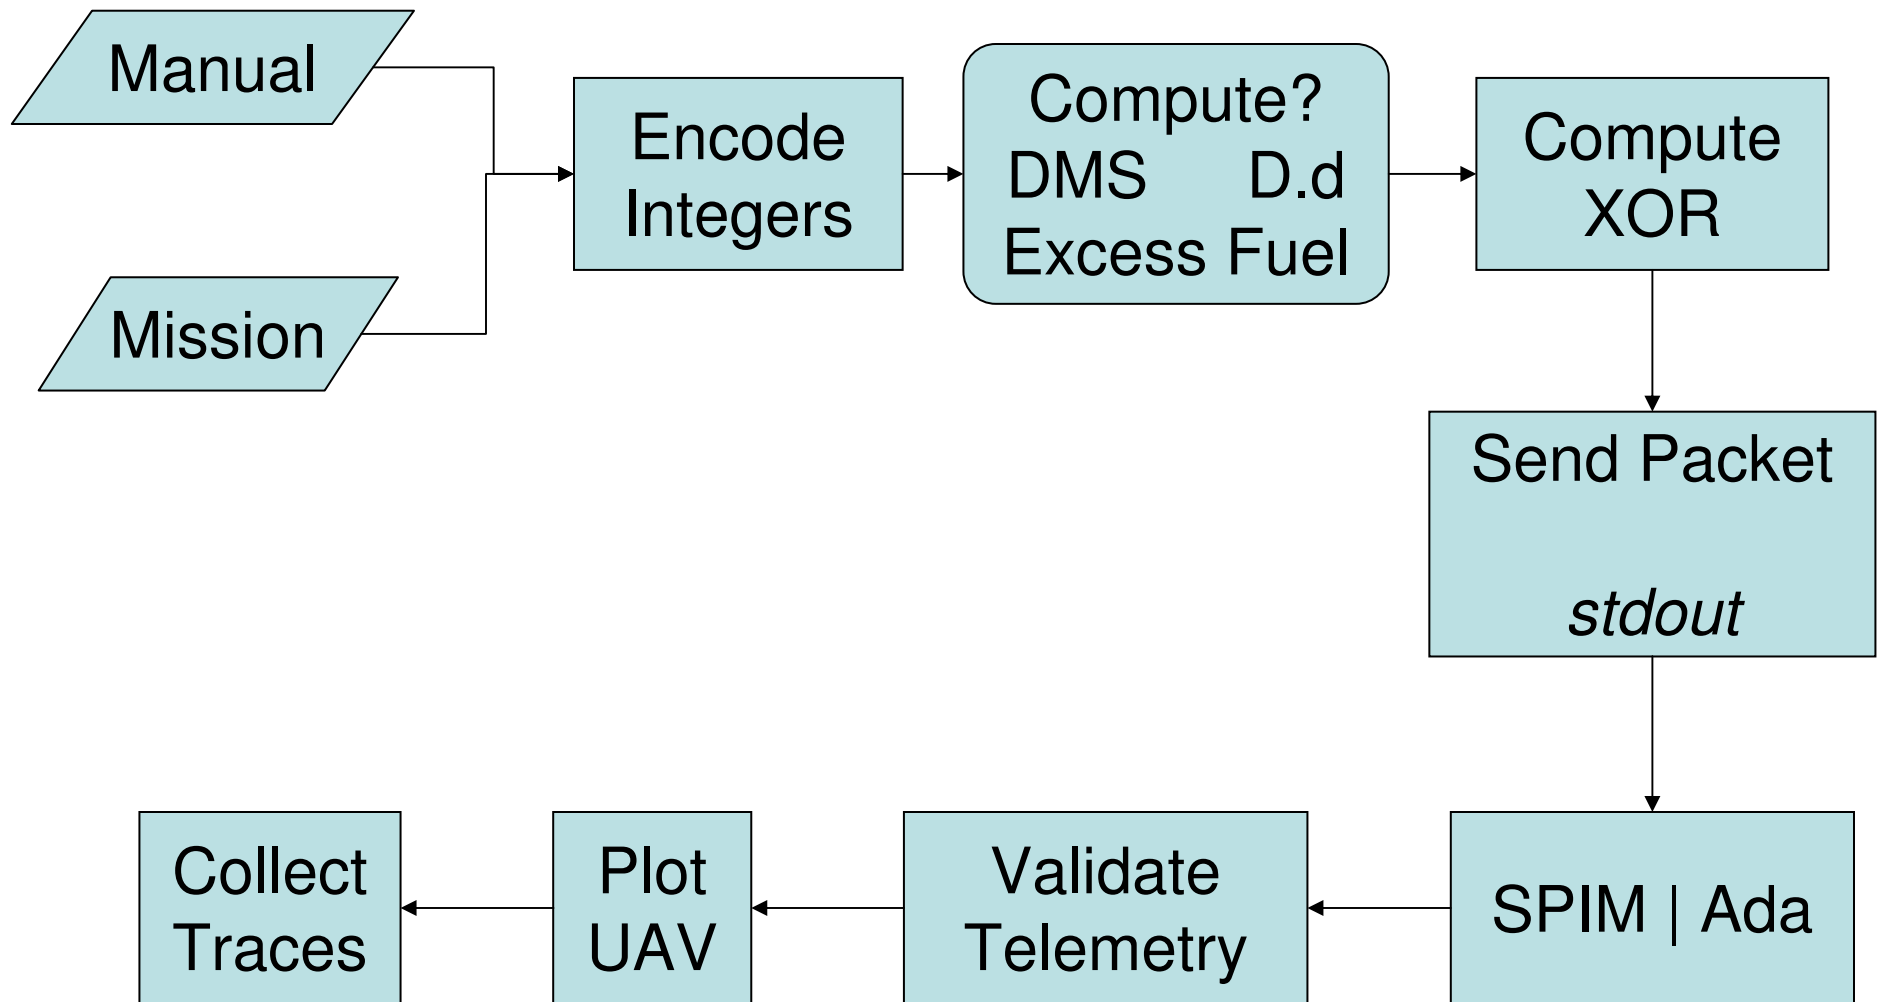 Manual
Mission
Encode
Integers
Compute?
DMS D.d
Excess Fuel
Compute
XOR
Send Packet
stdout
SPIM | Ada
Validate
Telemetry
Plot
UAV
Collect
Traces